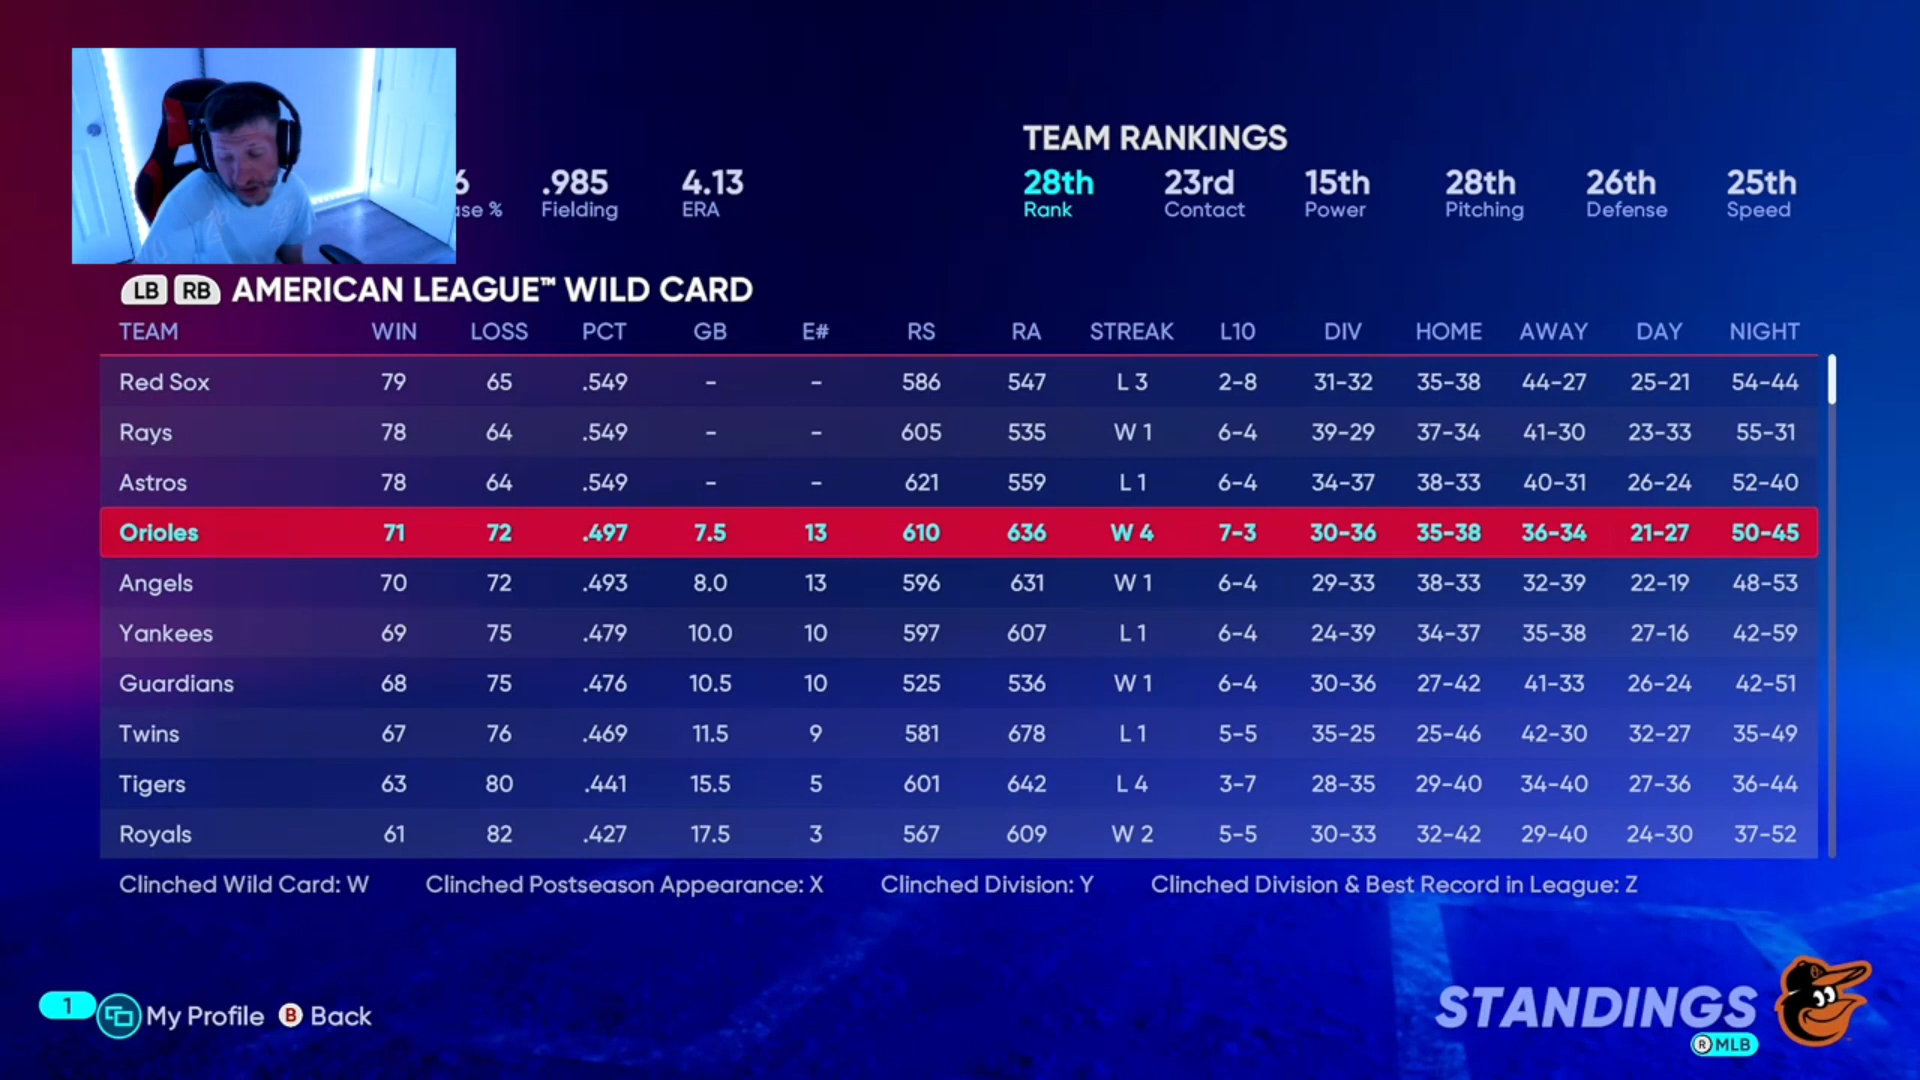 TEAM RANKINGS
6 .985 4.13 28th 23rd 15th 28th 26th 25th
ase % Fielding ERA Rank Contact Power Pitching Defense Speed
LB RB AMERICAN LEAGUE™ WILD CARD
TEAM WIN LOSS PCT GB E# RS RA STREAK L10 DIV HOME AWAY DAY NIGHT
Red Sox 79 65 .549 - - 586 547 L 3 2-8 31-32 35-38 44-27 25-21 54-44
Rays 78 64 .549 - - 605 535 W 1 6-4 39-29 37-34 41-30 23-33 55-31
Astros 78 64 .549 - - 621 559 L 1 6-4 34-37 38-33 40-31 26-24 52-40
Orioles 71 72 .497 7.5 13 610 636 W 4 7-3 30-36 35-38 36-34 21-27 50-45
Angels 70 72 .493 8.0 13 596 631 W 1 6-4 29-33 38-33 32-39 22-19 48-53
Yankees 69 75 .479 10.0 10 597 607 L 1 6-4 24-39 34-37 35-38 27-16 42-59
Guardians 68 75 .476 10.5 10 525 536 W 1 6-4 30-36 27-42 41-33 26-24 42-51
Twins 67 76 .469 11.5 9 581 678 L 1 5-5 35-25 25-46 42-30 32-27 35-49
Tigers 63 80 .441 15.5 5 601 642 L 4 3-7 28-35 29-40 34-40 27-36 36-44
Royals 61 82 .427 17.5 3 567 609 W 2 5-5 30-33 32-42 29-40 24-30 37-52
Clinched Wild Card: W Clinched Postseason Appearance: X Clinched Division: Y Clinched Division & Best Record in League: Z
1 My Profile B Back
STANDINGS
R MLB